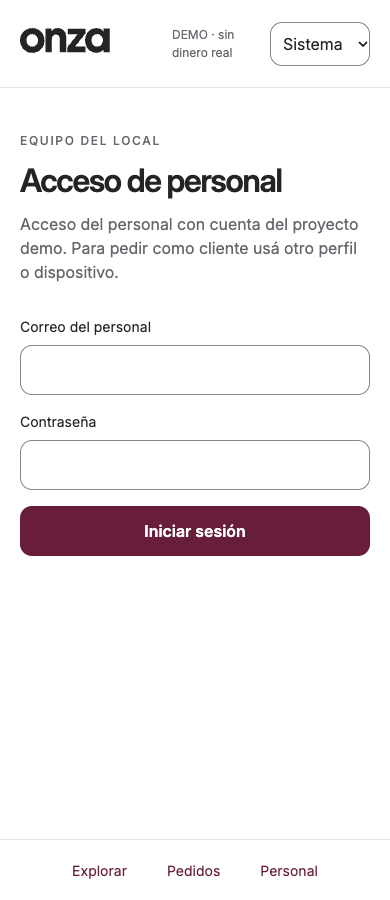 onza
DEMO · sin
dinero real
Sistema
EQUIPO DEL LOCAL
Acceso de personal
Acceso del personal con cuenta del proyecto
demo. Para pedir como cliente usá otro perfil
o dispositivo.
Correo del personal
Contraseña
Iniciar sesión
Explorar Pedidos Personal